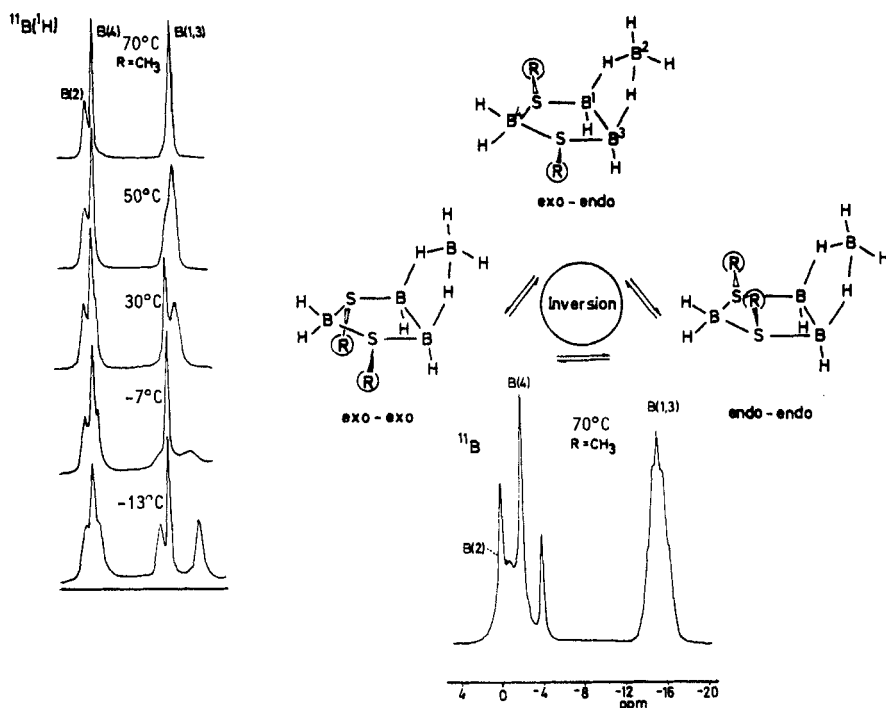 ¹¹B{¹H}
B(4)
70°C
B(1,3)
R=CH₃
B(2)
50°C
30°C
-7°C
-13°C
R
H
B²
H
H
H
H
S
B¹
H
B⁴
H
H
S
B³
R
H
exo-endo
H
H
B
H
S
B
H
H
H
B
H
S
B
R
R
H
exo-exo
Inversion
H
R
H
B
H
S
R
B
H
H
B
H
H
S
B
H
endo-endo
B(4)
70°C
B(1,3)
¹¹B
R=CH₃
B(2)
4 0 -4 -8 -12 -16 -20
ppm